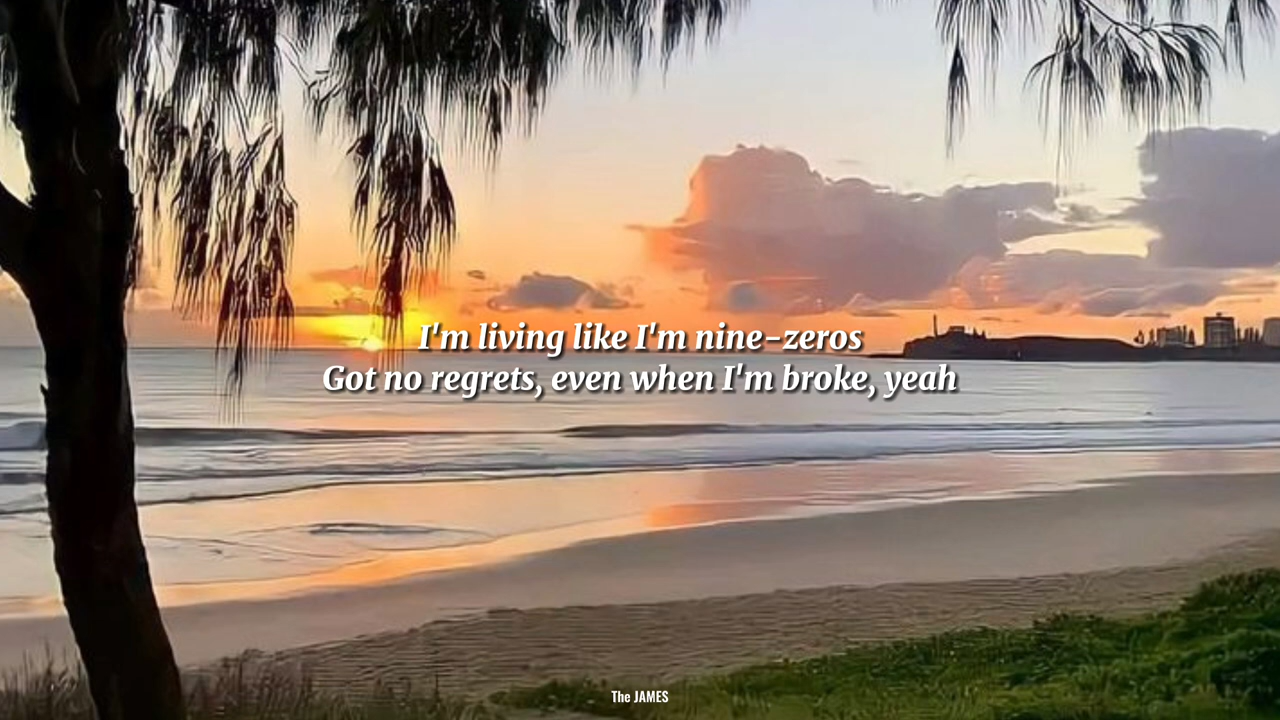 I'm living like I'm nine-zeros
Got no regrets, even when I'm broke, yeah
The JAMES